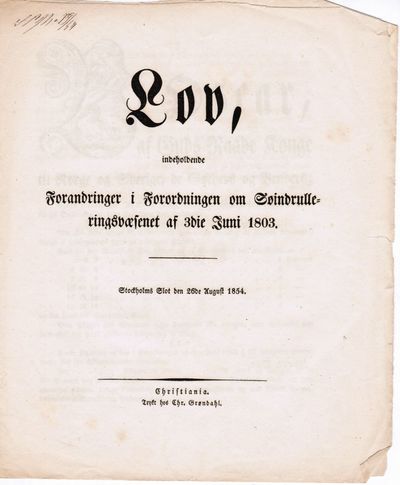 Lov,
indeholdende
Forandringer i Forordningen om Søindrulle-
ringsvæsenet af 3die Juni 1803.
Stockholms Slot den 26de August 1854.
Christiania.
Trykt hos Chr. Grøndahl.